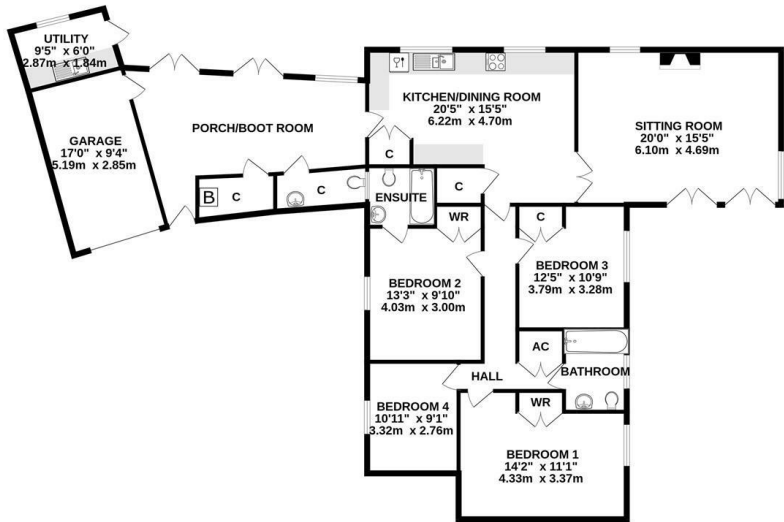 UTILITY
9'5" x 6'0"
2.87m x 1.84m
GARAGE
17'0" x 9'4"
5.19m x 2.85m
PORCH/BOOT ROOM
B
C
C
KITCHEN/DINING ROOM
20'5" x 15'5"
6.22m x 4.70m
C
SITTING ROOM
20'0" x 15'5"
6.10m x 4.69m
ENSUITE
C
WR
C
BEDROOM 2
13'3" x 9'10"
4.03m x 3.00m
BEDROOM 3
12'5" x 10'9"
3.79m x 3.28m
AC
BATHROOM
HALL
BEDROOM 4
10'11" x 9'1"
3.32m x 2.76m
WR
BEDROOM 1
14'2" x 11'1"
4.33m x 3.37m